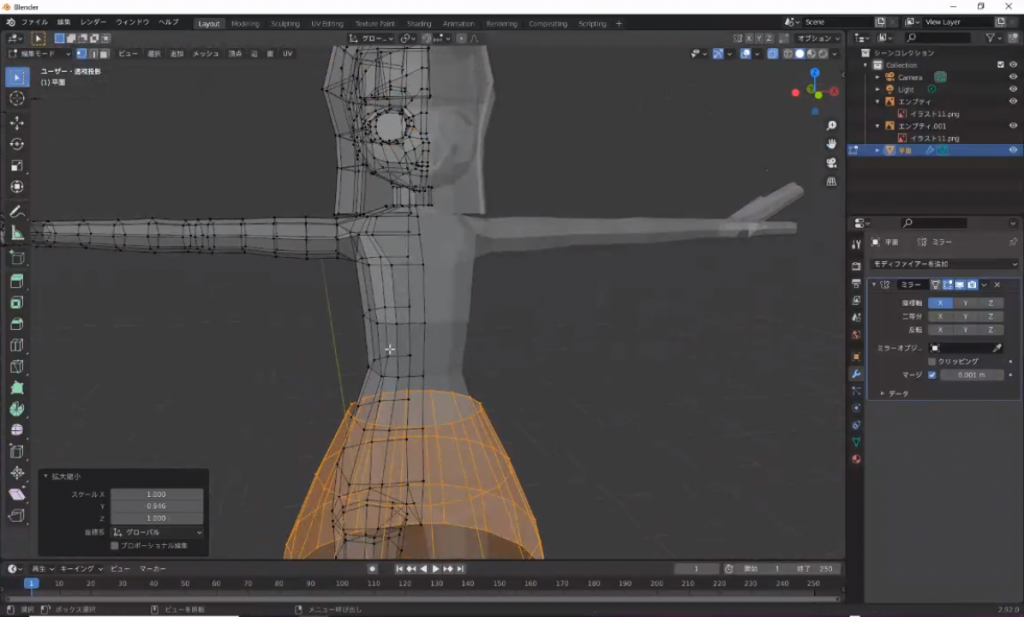 Blender
ファイル 編集 レンダー ウィンドウ ヘルプ Layout Modeling Sculpting UV Editing Texture Paint Shading Animation Rendering Compositing Scripting + Scene View Layer
グロー... X Y Z オプション
編集モード ビュー 選択 追加 メッシュ 頂点 辺 面 UV
ユーザー・透視投影
(1) 平面
シーンコレクション
Collection
Camera
Light
エンプティ
イラスト11.png
エンプティ.001
イラスト11.png
平面
平面 ミラー
モディファイアーを追加
ミラー
座標軸 X Y Z
二等分 X Y Z
反転 X Y Z
ミラーオブジ...
クリッピング
マージ 0.001 m
データ
拡大縮小
スケール X 1.000
Y 0.946
Z 1.000
座標系 グローバル
プロポーショナル編集
再生 キーイング ビュー マーカー 1 開始 1 終了 250
1 10 20 30 40 50 60 70 80 90 100 110 120 130 140 150 160 170 180 190 200 210 220 230 240 250
選択 ボックス選択 ビューを回転 メニュー呼び出し 2.92.0